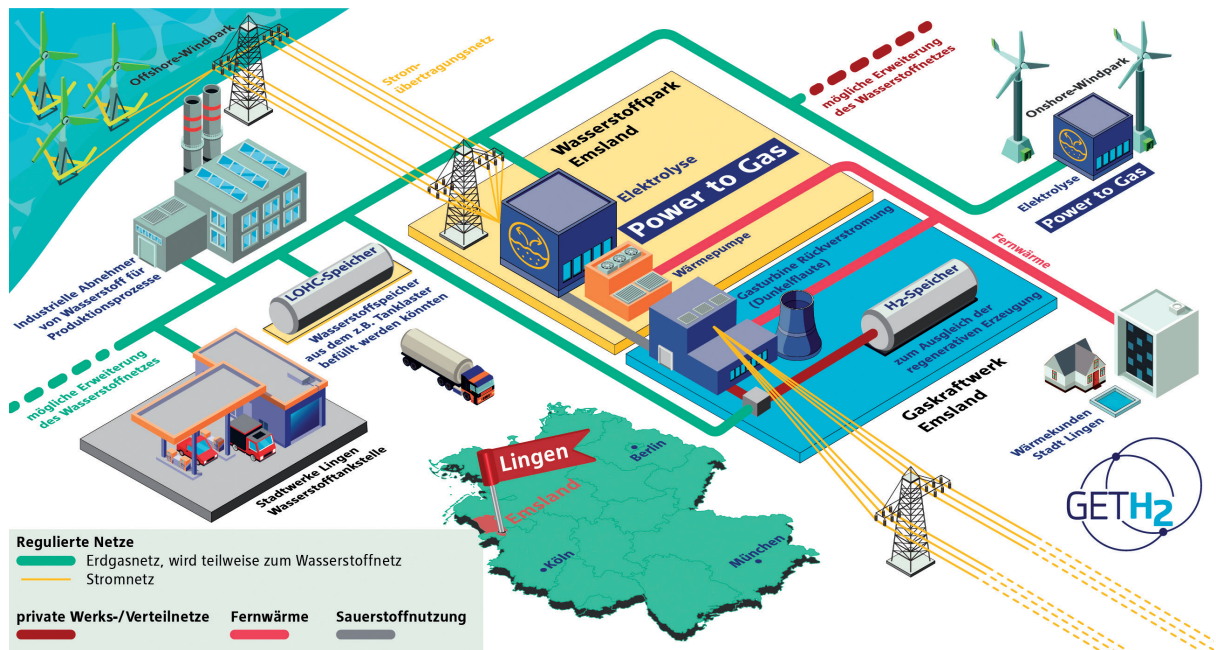 Offshore-Windpark
Strom-
übertragungsnetz
mögliche Erweiterung
des Wasserstoffnetzes
Onshore-Windpark
Wasserstoffpark
Emsland
Elektrolyse
Power to Gas
Elektrolyse
Power to Gas
Industrielle Abnehmer
von Wasserstoff für
Produktionsprozesse
LOHC-Speicher
Wasserstoffspeicher
aus dem z.B. Tanklaster
befüllt werden könnten
Wärmepumpe
Gasturbine Rückverstromung
(Dunkelflaute)
H2-Speicher
zum Ausgleich der
regenerativen Erzeugung
Fernwärme
mögliche Erweiterung
des Wasserstoffnetzes
Gaskraftwerk
Emsland
Wärmekunden
Stadt Lingen
Stadtwerke Lingen
Wasserstofftankstelle
Lingen
Emsland
Berlin
Köln
München
GETH2
Regulierte Netze
Erdgasnetz, wird teilweise zum Wasserstoffnetz
Stromnetz
private Werks-/Verteilnetze
Fernwärme
Sauerstoffnutzung